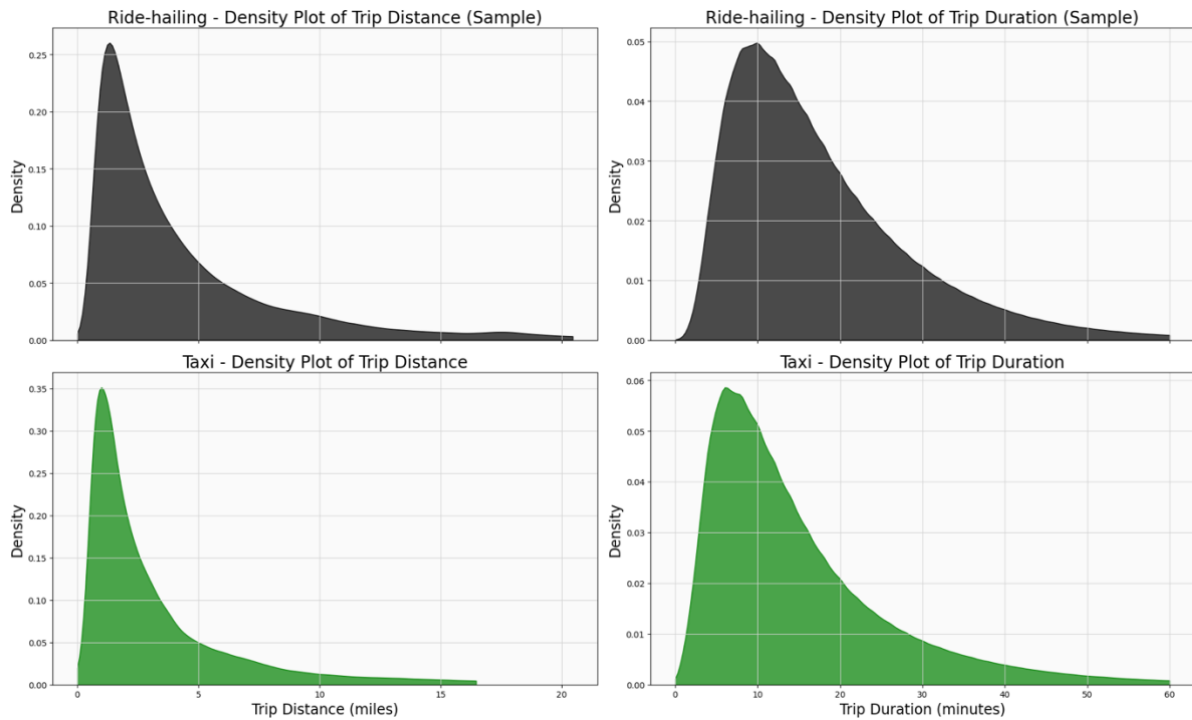 Ride-hailing - Density Plot of Trip Distance (Sample)
Density
0.25
0.20
0.15
0.10
0.05
0.00
Ride-hailing - Density Plot of Trip Duration (Sample)
Density
0.05
0.04
0.03
0.02
0.01
0.00
Taxi - Density Plot of Trip Distance
Density
0.35
0.30
0.25
0.20
0.15
0.10
0.05
0.00
0 5 10 15 20
Trip Distance (miles)
Taxi - Density Plot of Trip Duration
Density
0.06
0.05
0.04
0.03
0.02
0.01
0.00
0 10 20 30 40 50 60
Trip Duration (minutes)